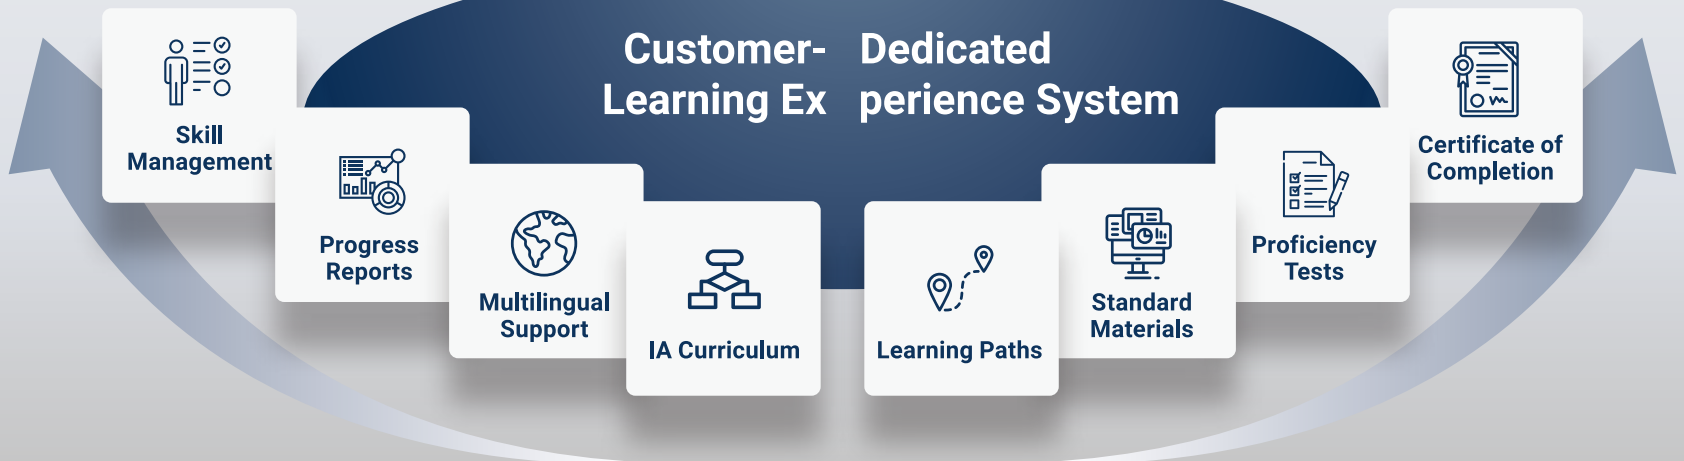 Customer- Dedicated
Learning Ex perience System
Skill
Management
Progress
Reports
Multilingual
Support
IA Curriculum
Learning Paths
Standard
Materials
Proficiency
Tests
Certificate of
Completion